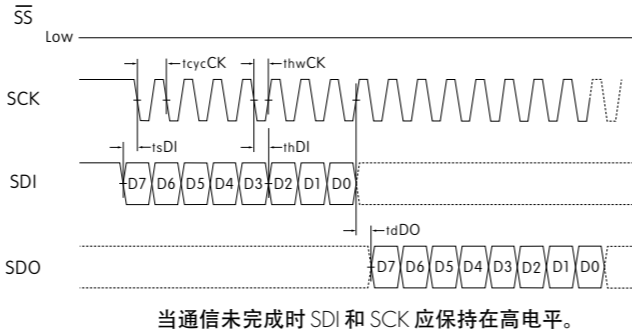 SS
Low
tcycCK thwCK
SCK
tsDI thDI
SDI D7 D6 D5 D4 D3 D2 D1 D0
tdDO
SDO D7 D6 D5 D4 D3 D2 D1 D0
当通信未完成时 SDI 和 SCK 应保持在高电平。